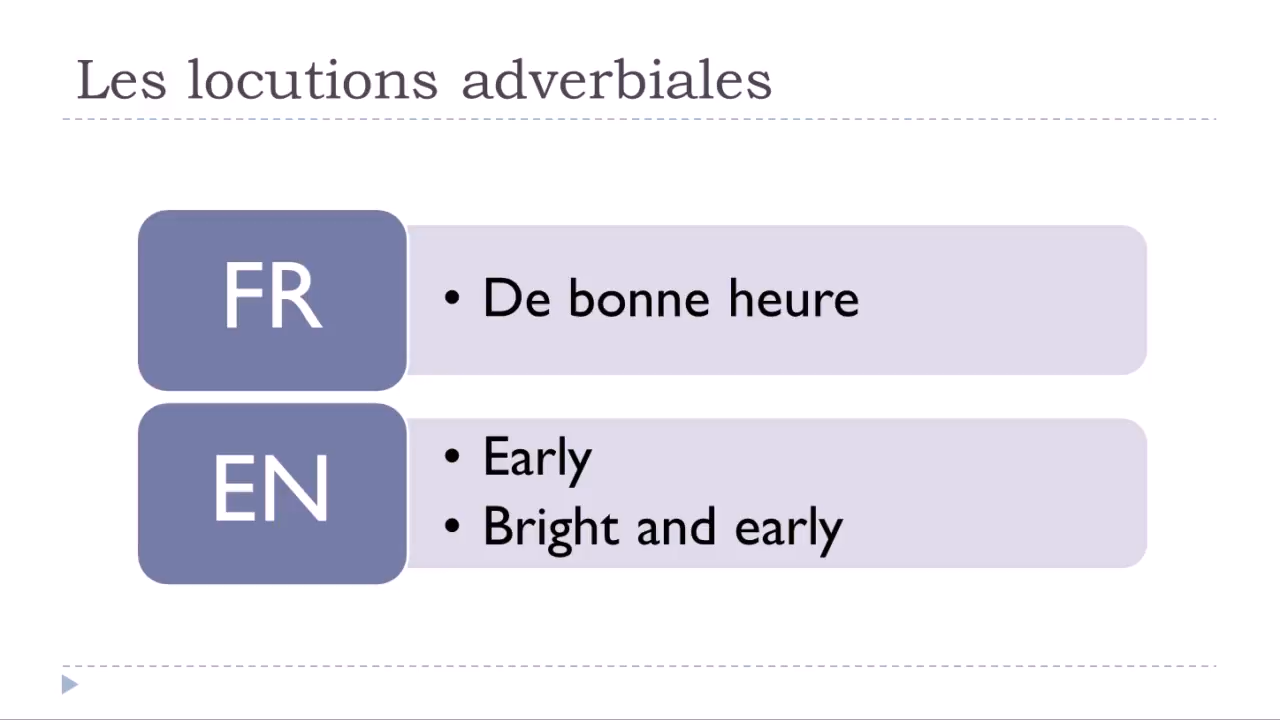 Les locutions adverbiales
FR
• De bonne heure
EN
• Early
• Bright and early